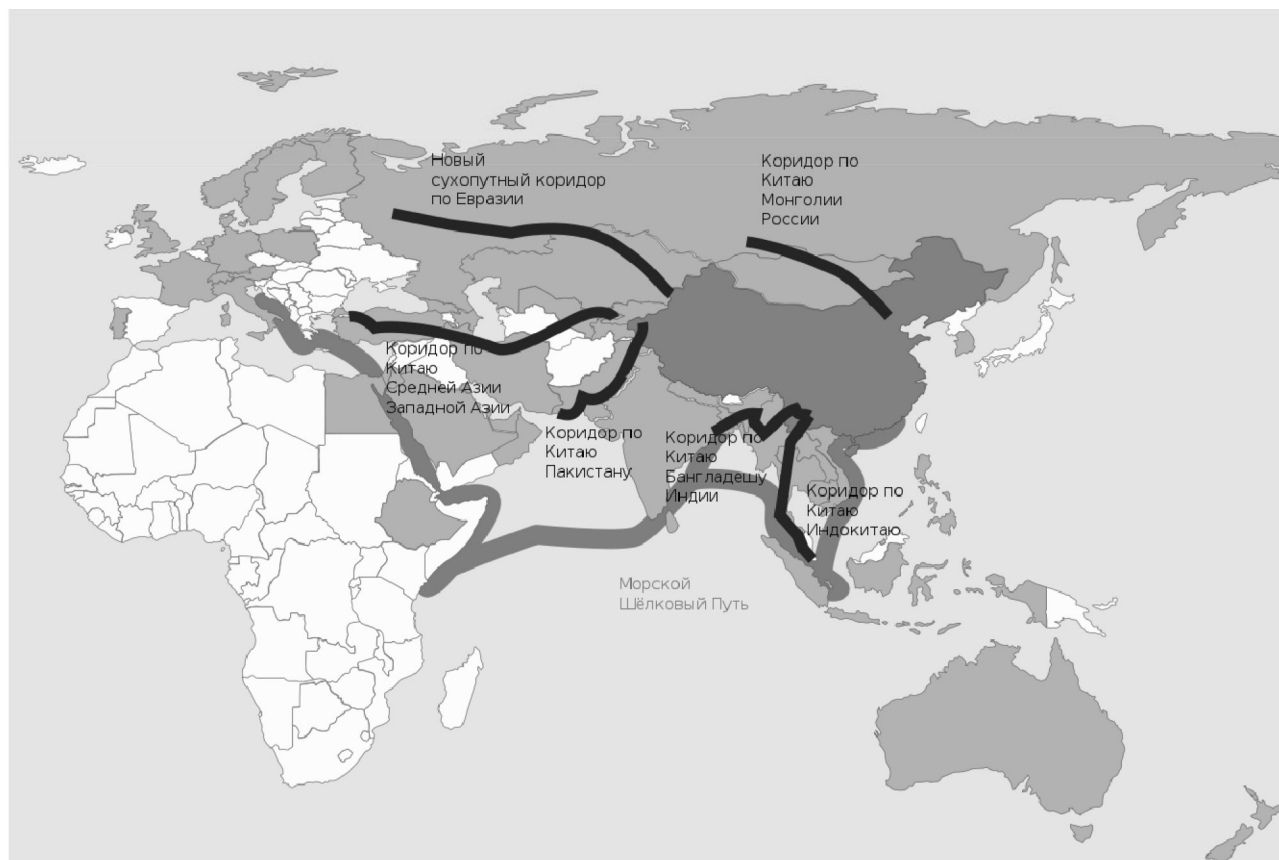 Новый
сухопутный коридор
по Евразии
Коридор по
Китаю
Монголии
России
Коридор по
Китаю
Средней Азии
Западной Азии
Коридор по
Китаю
Пакистану
Коридор по
Китаю
Бангладешу
Индии
Коридор по
Китаю
Индокитаю
Морской
Шёлковый Путь